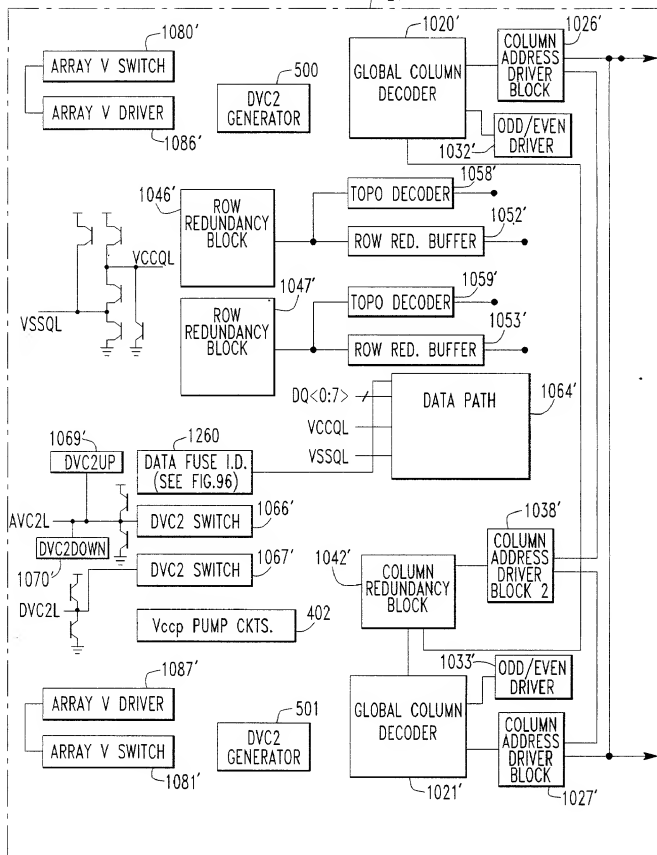 1080'
ARRAY V SWITCH
ARRAY V DRIVER
1086'
500
DVC2
GENERATOR
1020'
GLOBAL COLUMN
DECODER
1026'
COLUMN
ADDRESS
DRIVER
BLOCK
ODD/EVEN DRIVER
1032'
1046'
ROW
REDUNDANCY
BLOCK
1058'
TOPO DECODER
1052'
ROW RED. BUFFER
VCCQL
VSSQL
1047'
ROW
REDUNDANCY
BLOCK
1059'
TOPO DECODER
1053'
ROW RED. BUFFER
DQ<0:7>
VCCQL
VSSQL
DATA PATH
1064'
1069'
DVC2UP
1260
DATA FUSE I.D.
(SEE FIG.96)
AVC2L
DVC2 SWITCH
1066'
DVC2DOWN
1070'
DVC2 SWITCH
1067'
DVC2L
Vccp PUMP CKTS.
402
1038'
COLUMN
ADDRESS
DRIVER
BLOCK 2
1042'
COLUMN
REDUNDANCY
BLOCK
1087'
ARRAY V DRIVER
ARRAY V SWITCH
1081'
501
DVC2
GENERATOR
1033'
ODD/EVEN
DRIVER
GLOBAL COLUMN
DECODER
1021'
COLUMN
ADDRESS
DRIVER
BLOCK
1027'